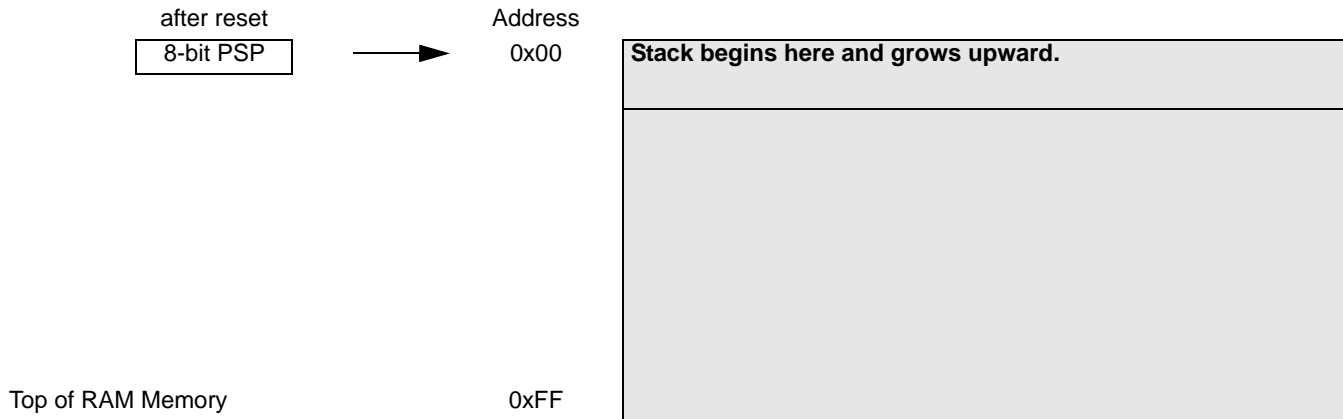 after reset Address
8-bit PSP 0x00 Stack begins here and grows upward.
Top of RAM Memory 0xFF